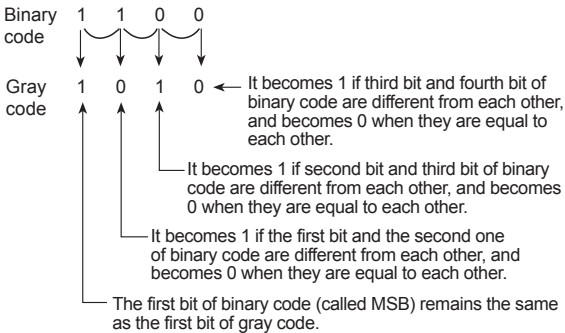 Binary 1 1 0 0
code
Gray 1 0 1 0 It becomes 1 if third bit and fourth bit of
code binary code are different from each other,
and becomes 0 when they are equal to
each other.
It becomes 1 if second bit and third bit of binary
code are different from each other, and becomes
0 when they are equal to each other.
It becomes 1 if the first bit and the second one
of binary code are different from each other, and
becomes 0 when they are equal to each other.
The first bit of binary code (called MSB) remains the same
as the first bit of gray code.